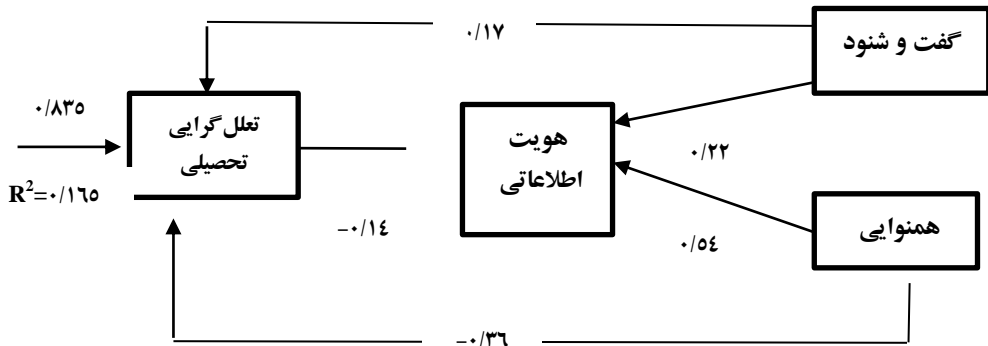 ۰/۱۷
گفت و شنود
۰/۸۳۵
تعلل‌گرایی
تحصیلی
هویت
اطلاعاتی
۰/۲۲
R²=۰/۱٦٥
-۰/۱٤
همنوایی
۰/٥٤
-۰/۳٦